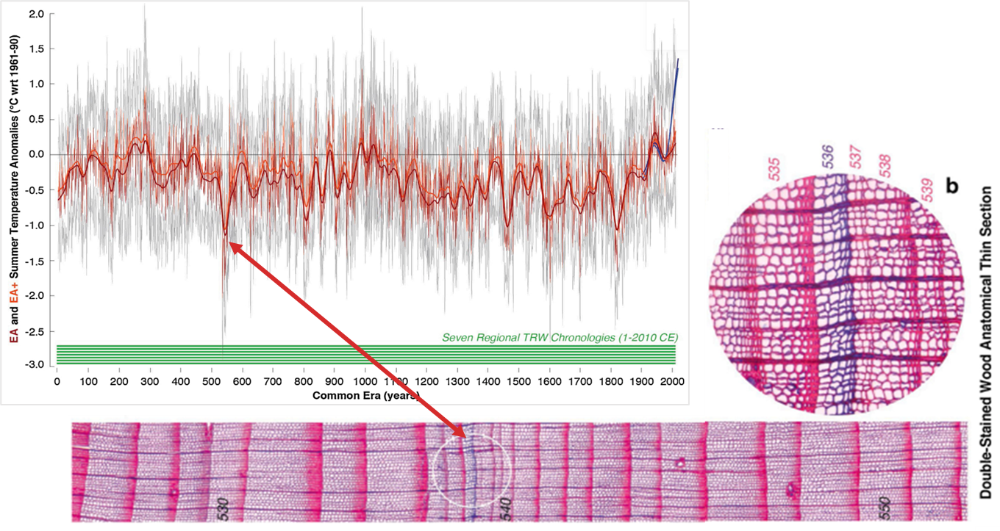 EA and EA+ Summer Temperature Anomalies (°C wrt 1961-90)
2.0
1.5
1.0
0.5
0.0
-0.5
-1.0
-1.5
-2.0
-2.5
-3.0
Seven Regional TRW Chronologies (1-2010 CE)
0 100 200 300 400 500 600 700 800 900 1000 1100 1200 1300 1400 1500 1600 1700 1800 1900 2000
Common Era (years)
535 536 537 538 539
b
Double-Stained Wood Anatomical Thin Section
530 540 550